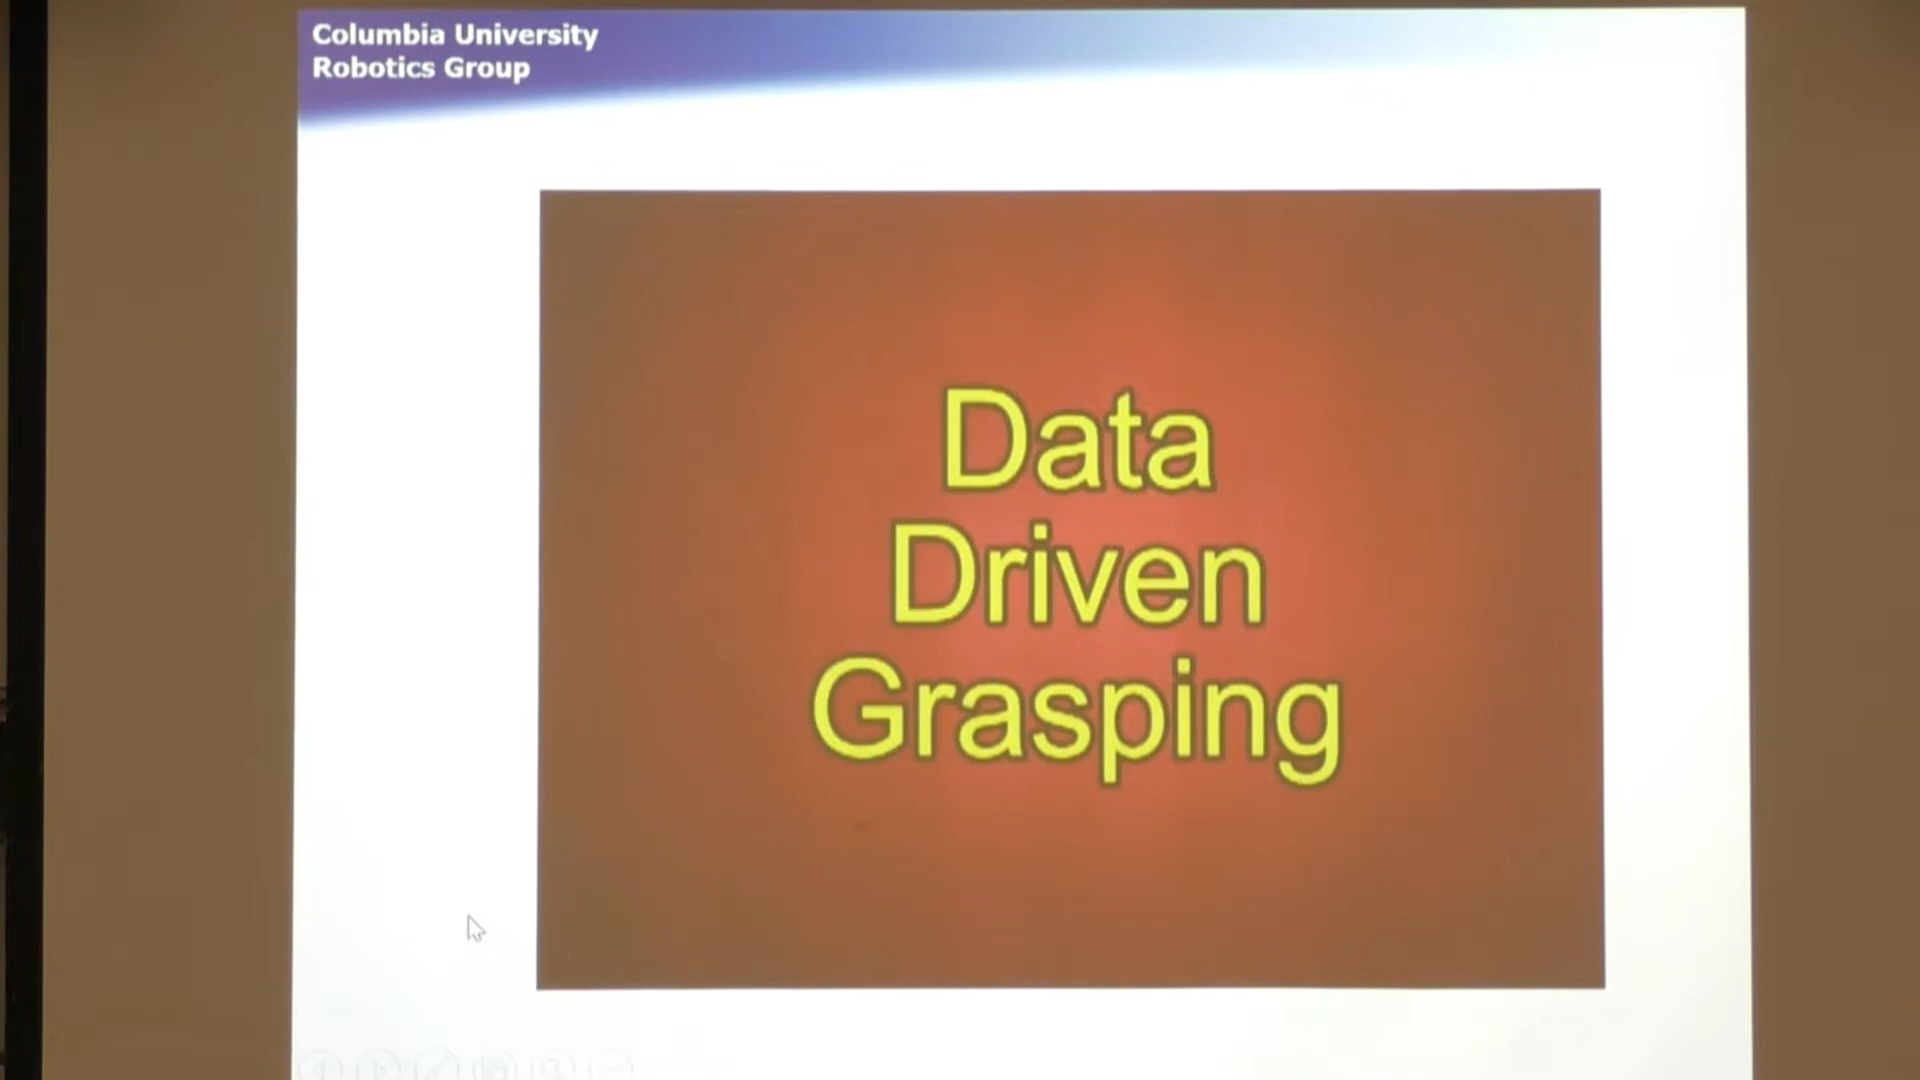 Columbia University
Robotics Group
Data
Driven
Grasping